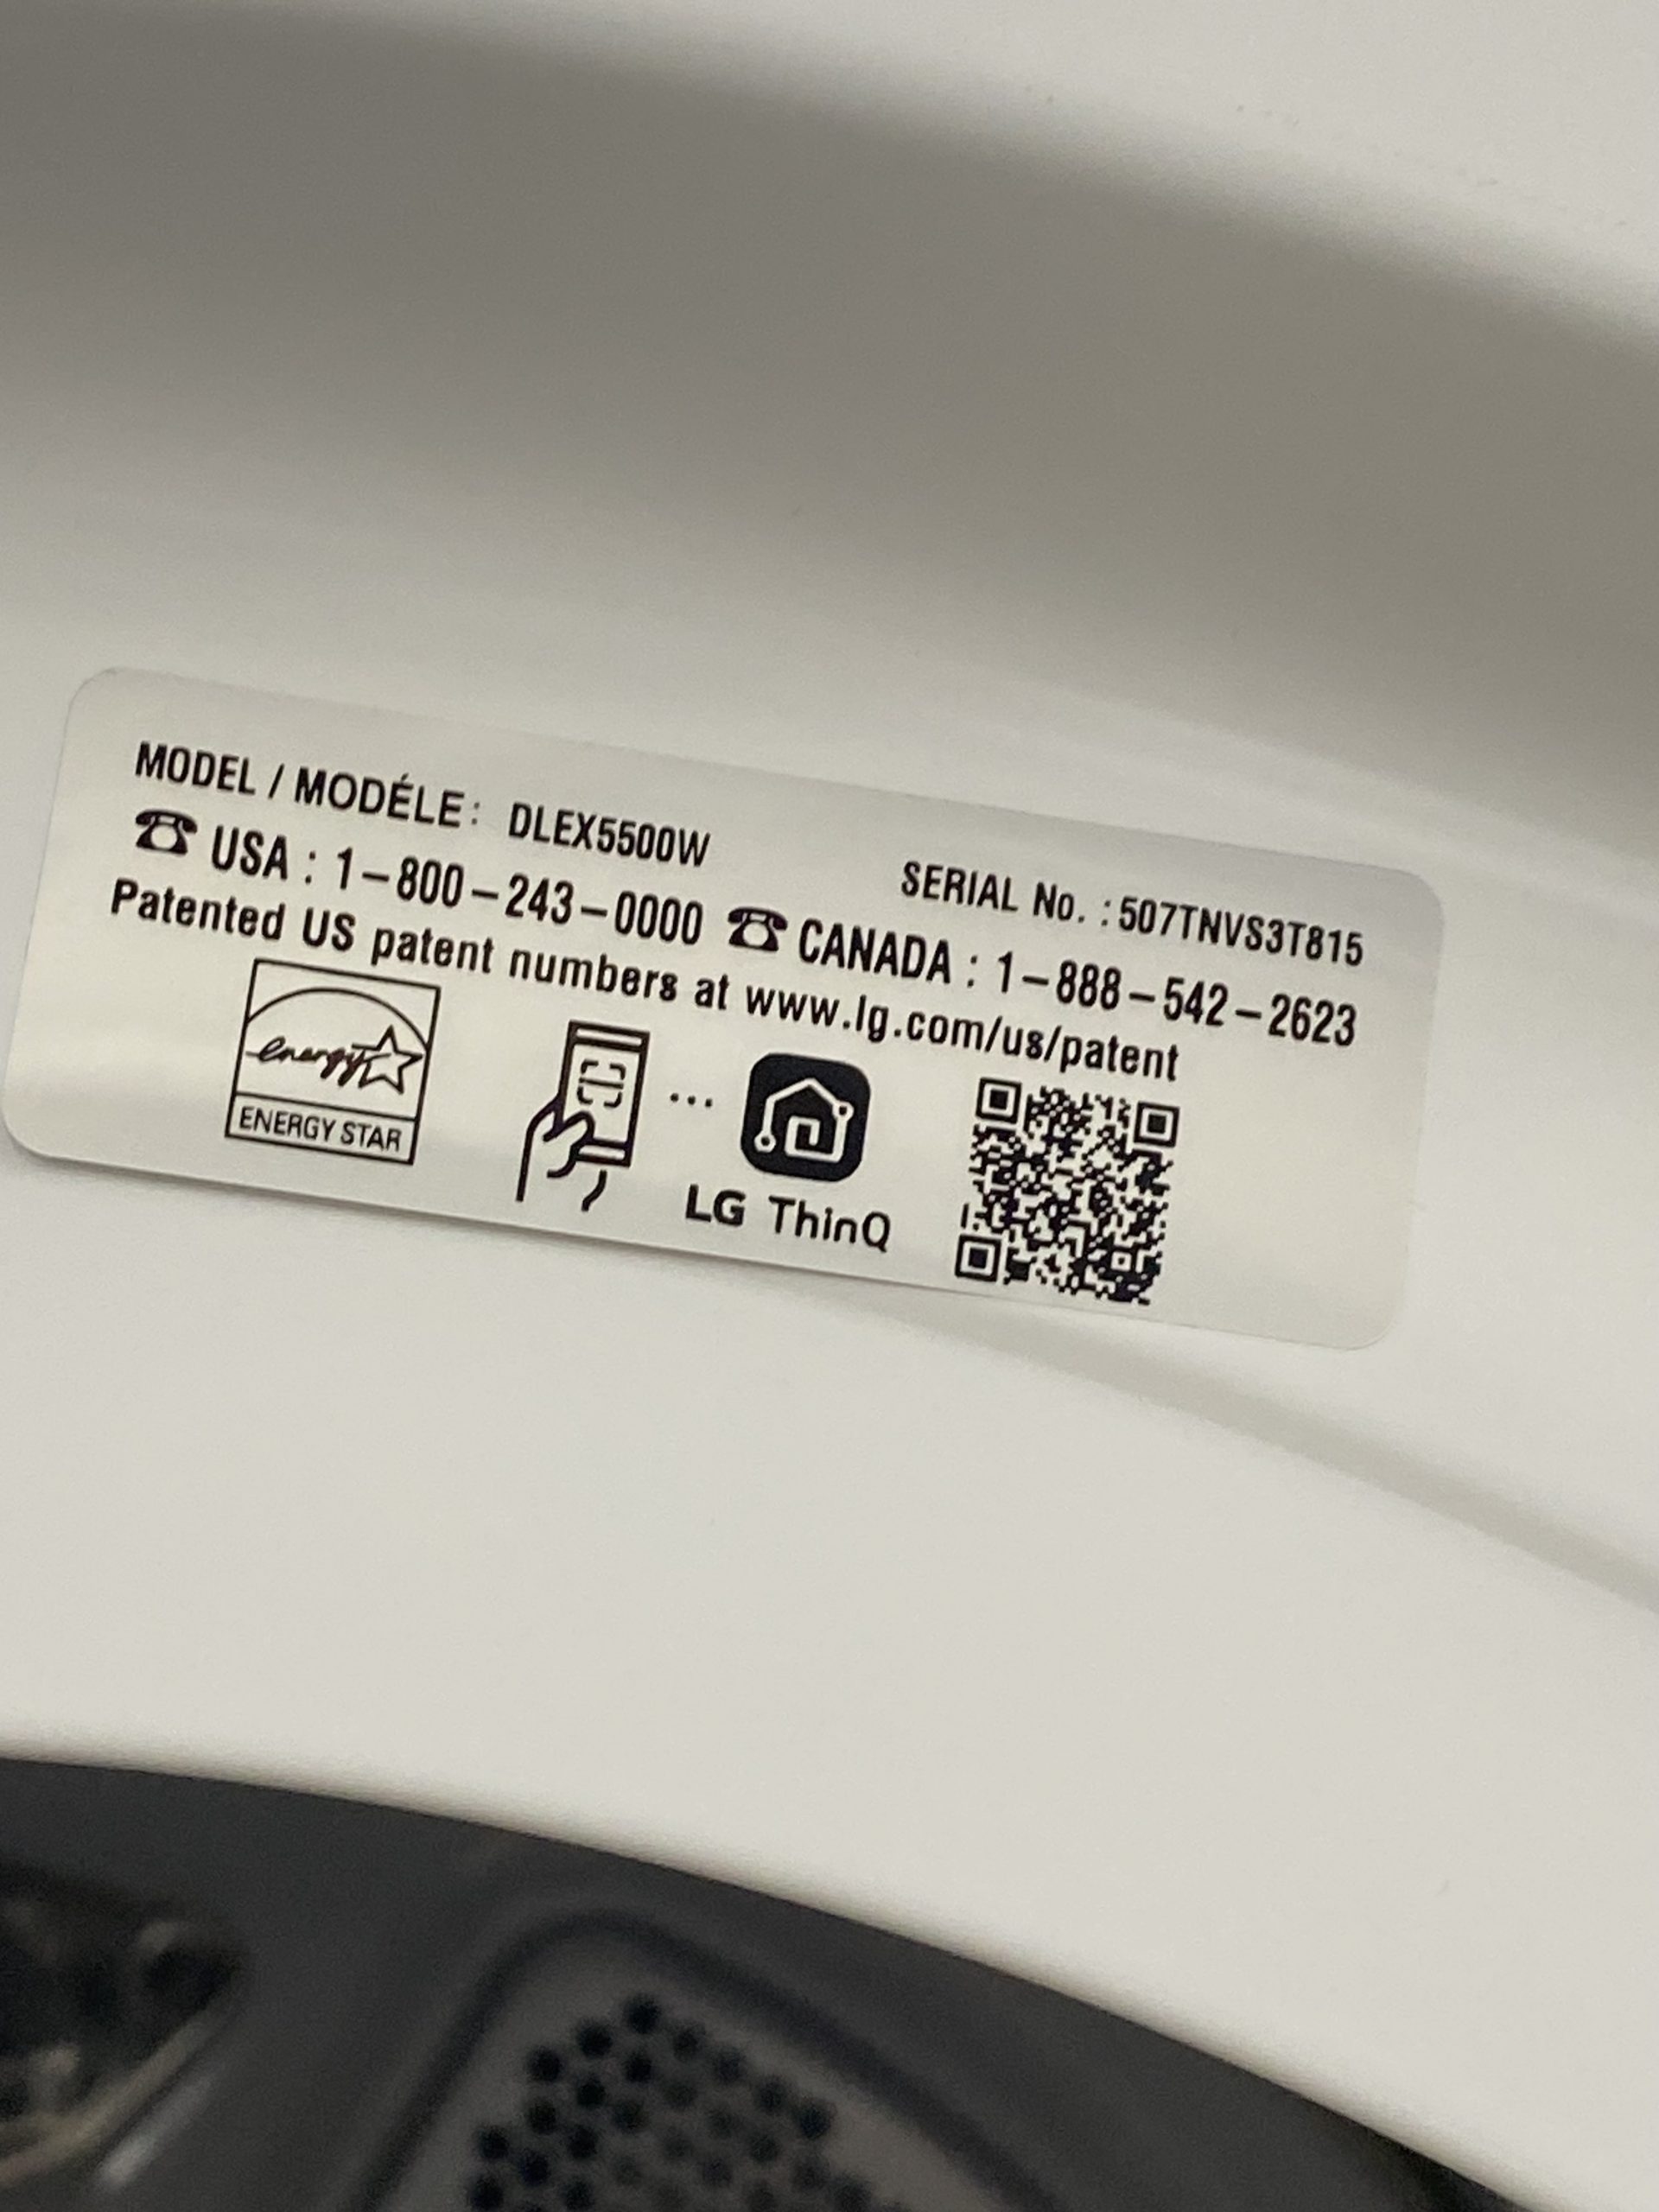 MODEL / MODÉLE: DLEX5500W SERIAL No. : 507TNVS3T815
☎ USA : 1-800-243-0000 ☎ CANADA : 1-888-542-2623
Patented US patent numbers at www.lg.com/us/patent
energy
ENERGY STAR
...
LG ThinQ